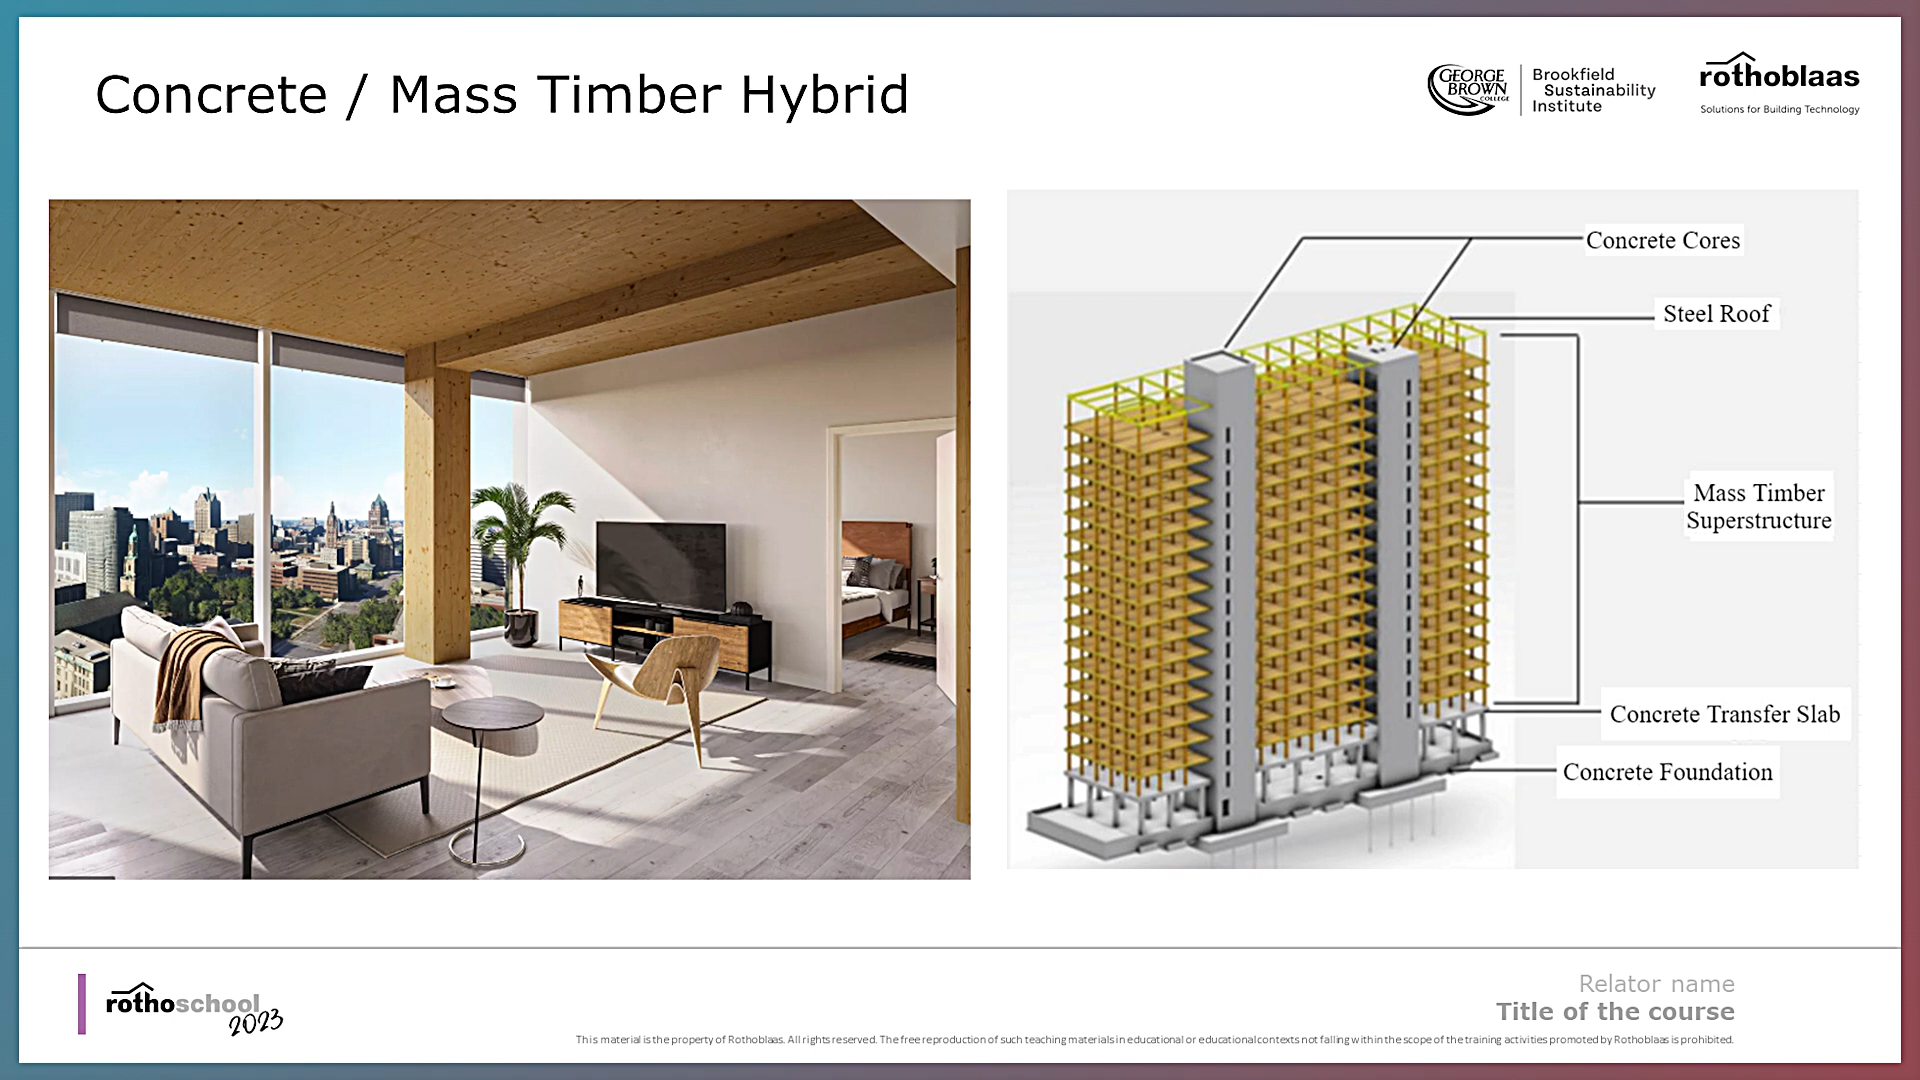 Concrete / Mass Timber Hybrid
GEORGE
BROWN
COLLEGE
Brookfield
Sustainability
Institute
rothoblaas
Solutions for Building Technology
Concrete Cores
Steel Roof
Mass Timber
Superstructure
Concrete Transfer Slab
Concrete Foundation
rothoschool
2023
Relator name
Title of the course
This material is the property of Rothoblaas. All rights reserved. The free reproduction of such teaching materials in educational or educational contexts not falling within the scope of the training activities promoted by Rothoblaas is prohibited.